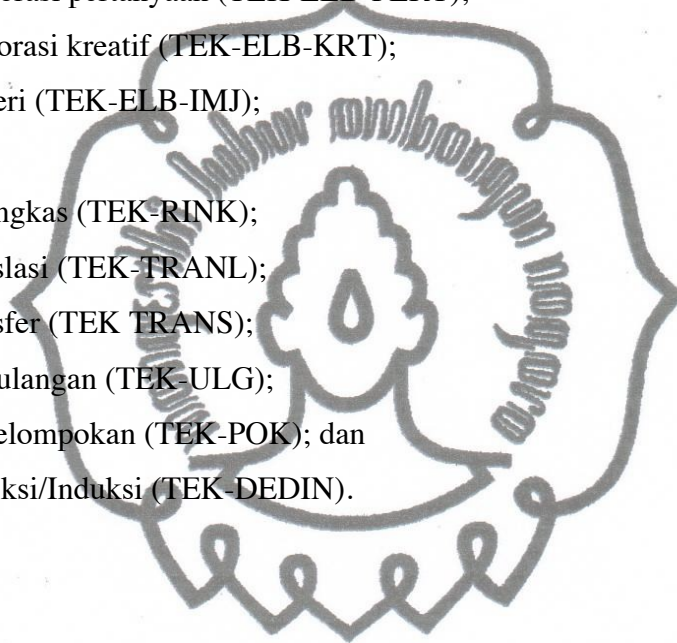 orasi kreatif (TEK-ELB-KRT);
eri (TEK-ELB-IMJ);
ngkas (TEK-RINK);
slasi (TEK-TRANL);
sfer (TEK TRANS);
ulangan (TEK-ULG);
elompokan (TEK-POK); dan
ksi/Induksi (TEK-DEDIN).